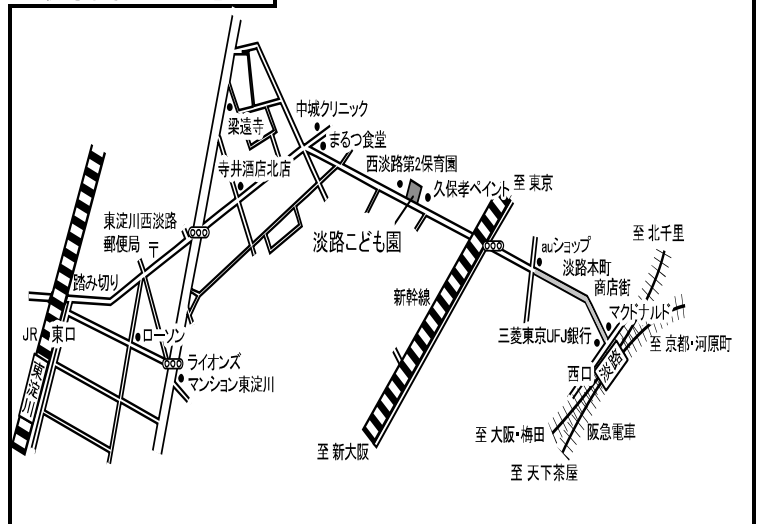 中城クリニック
梁遠寺
まるつ食堂
寺井酒店北店
西淡路第2保育園
久保孝ペイント
至 東京
東淀川西淡路
郵便局
〒
淡路こども園
auショップ
至 北千里
淡路本町
商店街
踏み切り
新幹線
マクドナルド
JR
東口
ローソン
三菱東京UFJ銀行
至 京都・河原町
ライオンズ
マンション東淀川
東淀川
西口
淡路
至 大阪・梅田
阪急電車
至 新大阪
至 天下茶屋